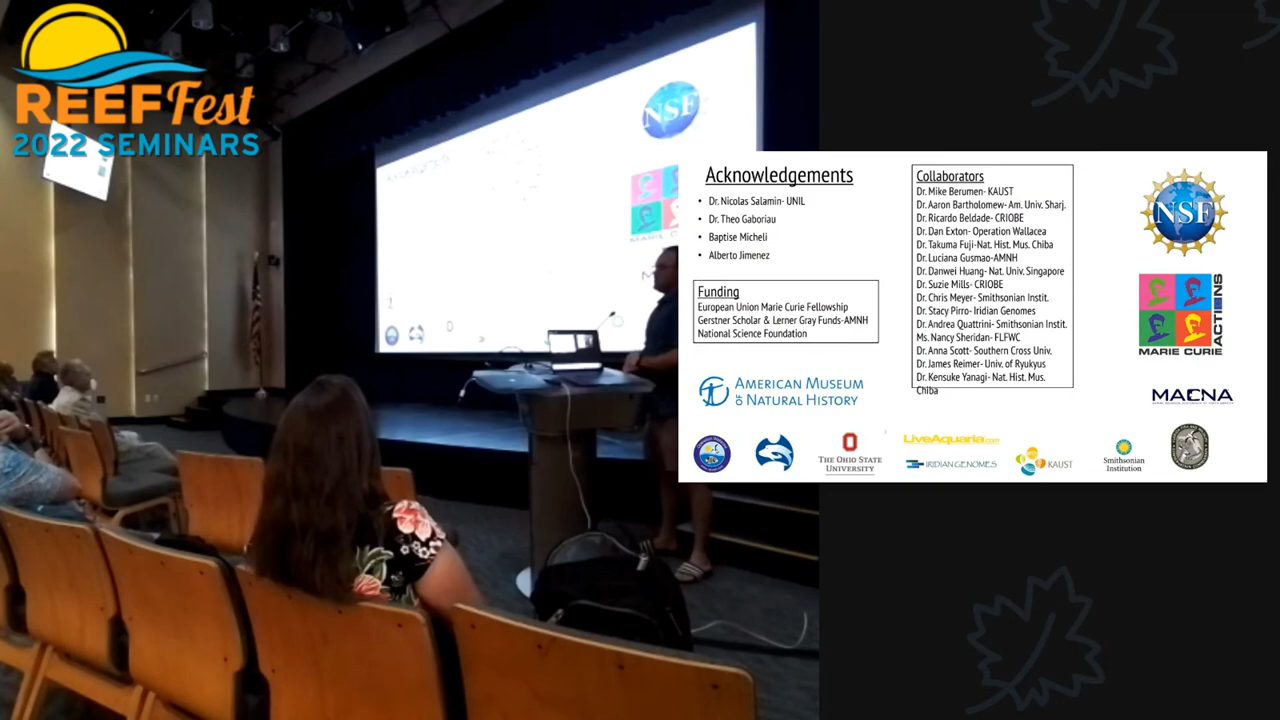 REEF Fest
2022 SEMINARS
NSF
MARIE C
Acknowledgements
• Dr. Nicolas Salamin- UNIL
• Dr. Theo Gaboriau
• Baptise Micheli
• Alberto Jimenez
Funding
European Union Marie Curie Fellowship
Gerstner Scholar & Lerner Gray Funds-AMNH
National Science Foundation
AMERICAN MUSEUM
OF NATURAL HISTORY
Collaborators
Dr. Mike Berumen- KAUST
Dr. Aaron Bartholomew- Am. Univ. Sharj.
Dr. Ricardo Beldade- CRIOBE
Dr. Dan Exton- Operation Wallacea
Dr. Takuma Fuji-Nat. Hist. Mus. Chiba
Dr. Luciana Gusmao-AMNH
Dr. Danwei Huang- Nat. Univ. Singapore
Dr. Suzie Mills- CRIOBE
Dr. Chris Meyer- Smithsonian Instit.
Dr. Stacy Pirro- Iridian Genomes
Dr. Andrea Quattrini- Smithsonian Instit.
Ms. Nancy Sheridan- FLFWC
Dr. Anna Scott- Southern Cross Univ.
Dr. James Reimer- Univ. of Ryukyus
Dr. Kensuke Yanagi- Nat. Hist. Mus.
Chiba
NSF
MARIE CURIE
ACTIONS
MACNA
THE OHIO STATE
UNIVERSITY
LiveAquaria.com
IRIDIAN GENOMES
KAUST
Smithsonian
Institution